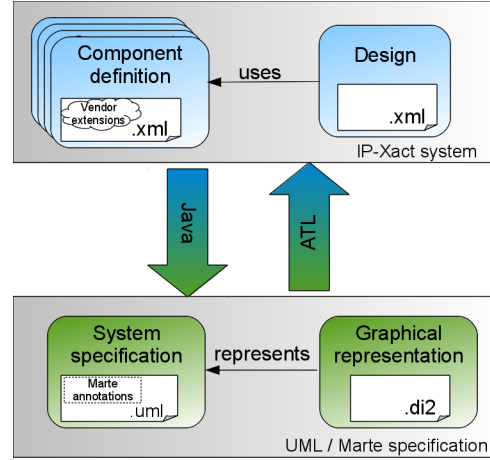 Component
definition
Vendor
extensions
.xml
uses
Design
.xml
IP-Xact system
Java
ATL
System
specification
Marte
annotations
.uml
represents
Graphical
representation
.di2
UML / Marte specification